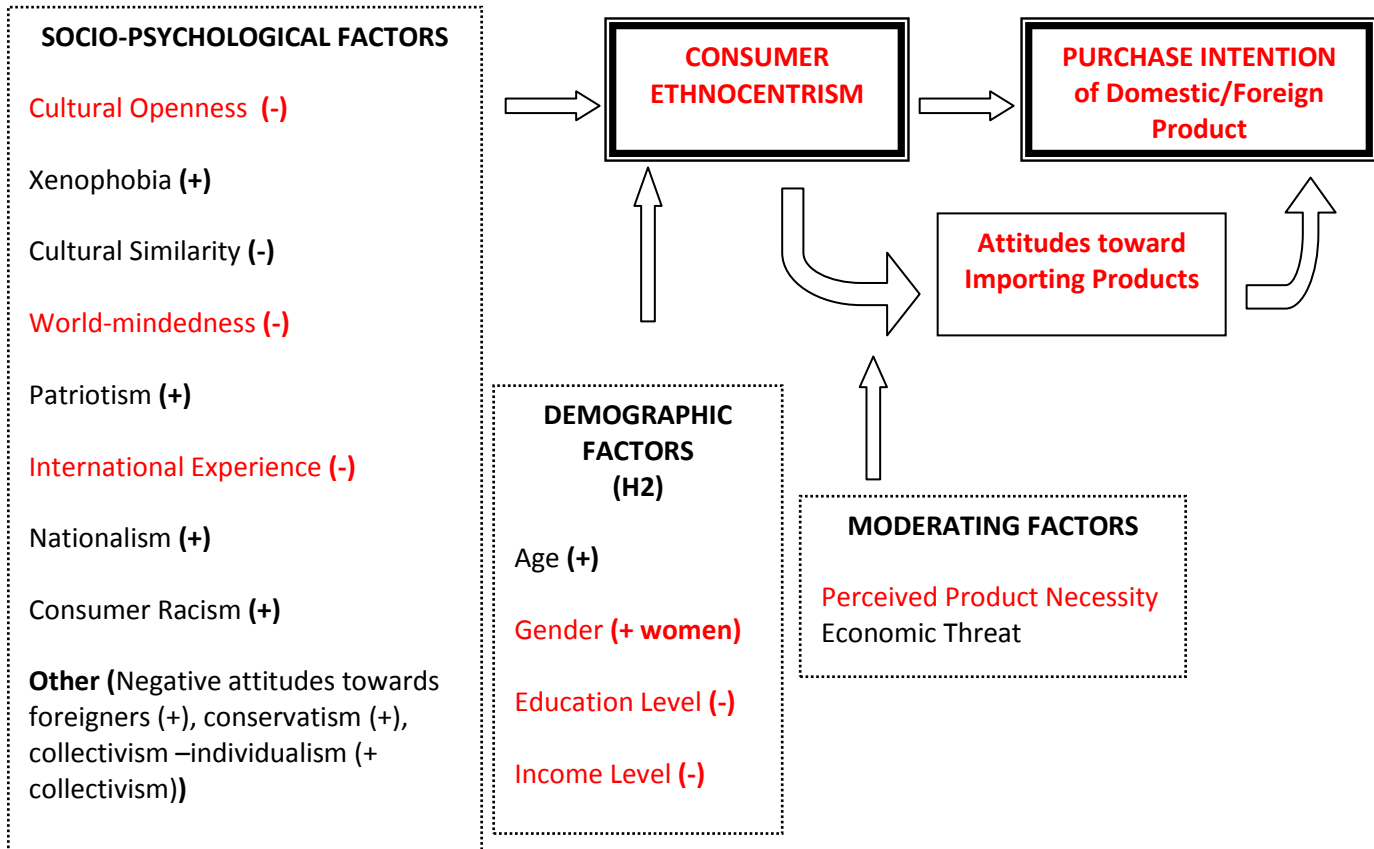 SOCIO-PSYCHOLOGICAL FACTORS
Cultural Openness (-)
Xenophobia (+)
Cultural Similarity (-)
World-mindedness (-)
Patriotism (+)
International Experience (-)
Nationalism (+)
Consumer Racism (+)
Other (Negative attitudes towards
foreigners (+), conservatism (+),
collectivism –individualism (+
collectivism))
CONSUMER
ETHNOCENTRISM
PURCHASE INTENTION
of Domestic/Foreign
Product
Attitudes toward
Importing Products
DEMOGRAPHIC
FACTORS
(H2)
Age (+)
Gender (+ women)
Education Level (-)
Income Level (-)
MODERATING FACTORS
Perceived Product Necessity
Economic Threat